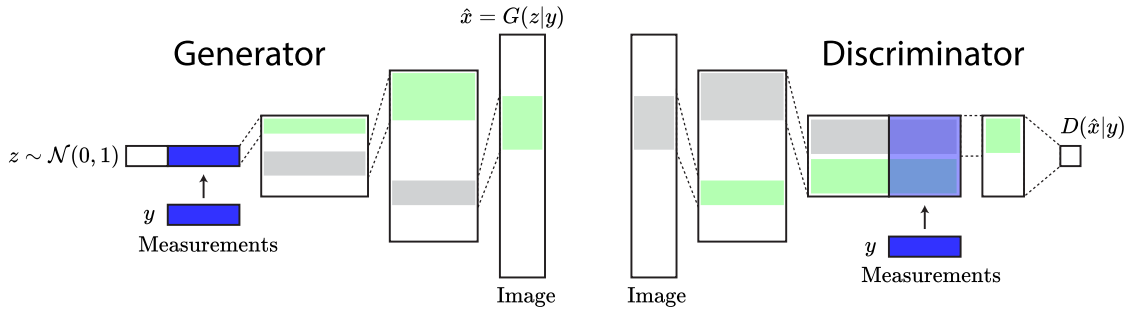 x̂ = G(z|y)
Generator
z ∼ 𝒩(0, 1)
y
Measurements
Image
Discriminator
D(x̂|y)
y
Measurements
Image